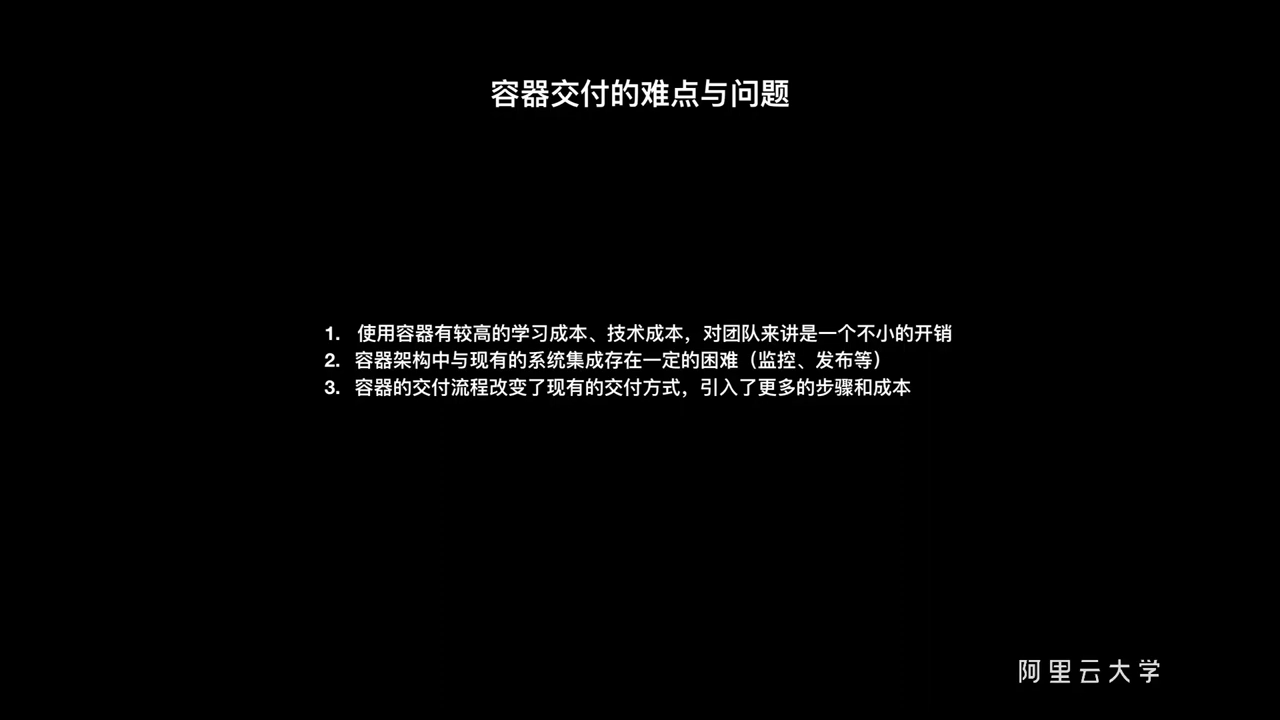 容器交付的难点与问题
1. 使用容器有较高的学习成本、技术成本，对团队来讲是一个不小的开销
2. 容器架构中与现有的系统集成存在一定的困难（监控、发布等）
3. 容器的交付流程改变了现有的交付方式，引入了更多的步骤和成本
阿里云大学